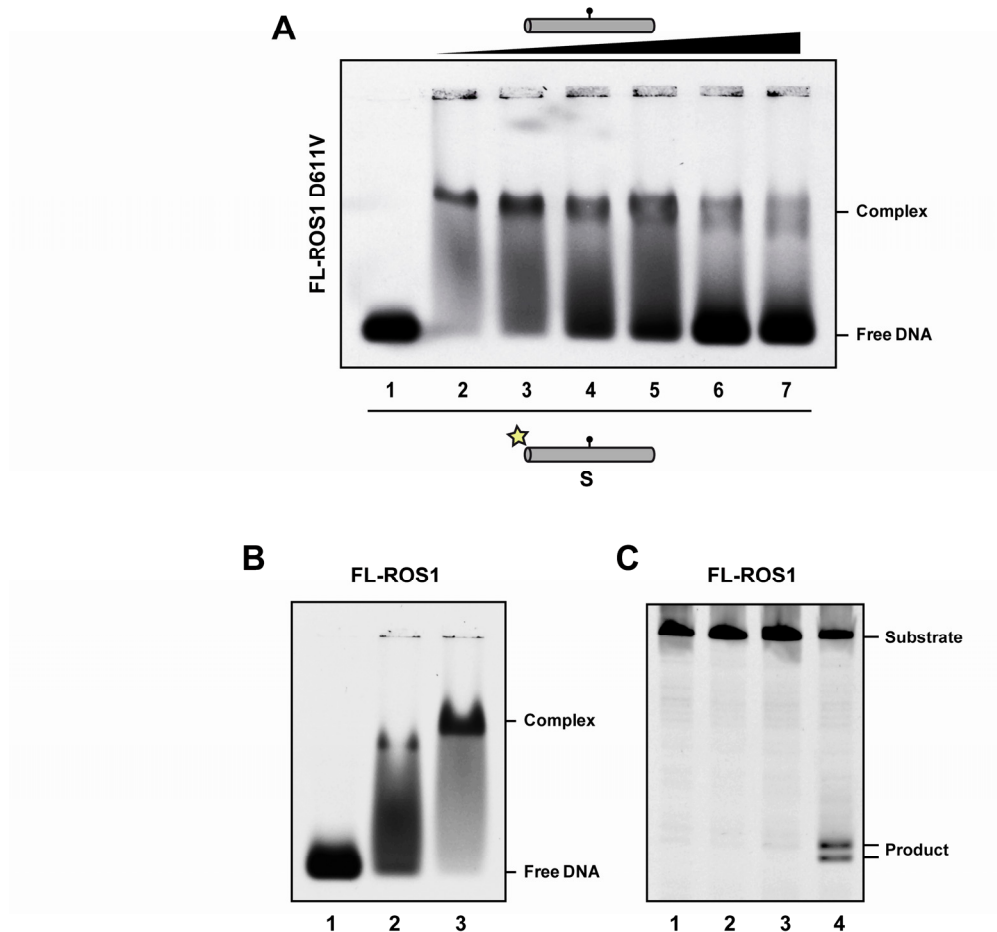 A
FL-ROS1 D611V
Complex
Free DNA
1 2 3 4 5 6 7
S
B
FL-ROS1
Complex
Free DNA
1 2 3
C
FL-ROS1
Substrate
Product
1 2 3 4